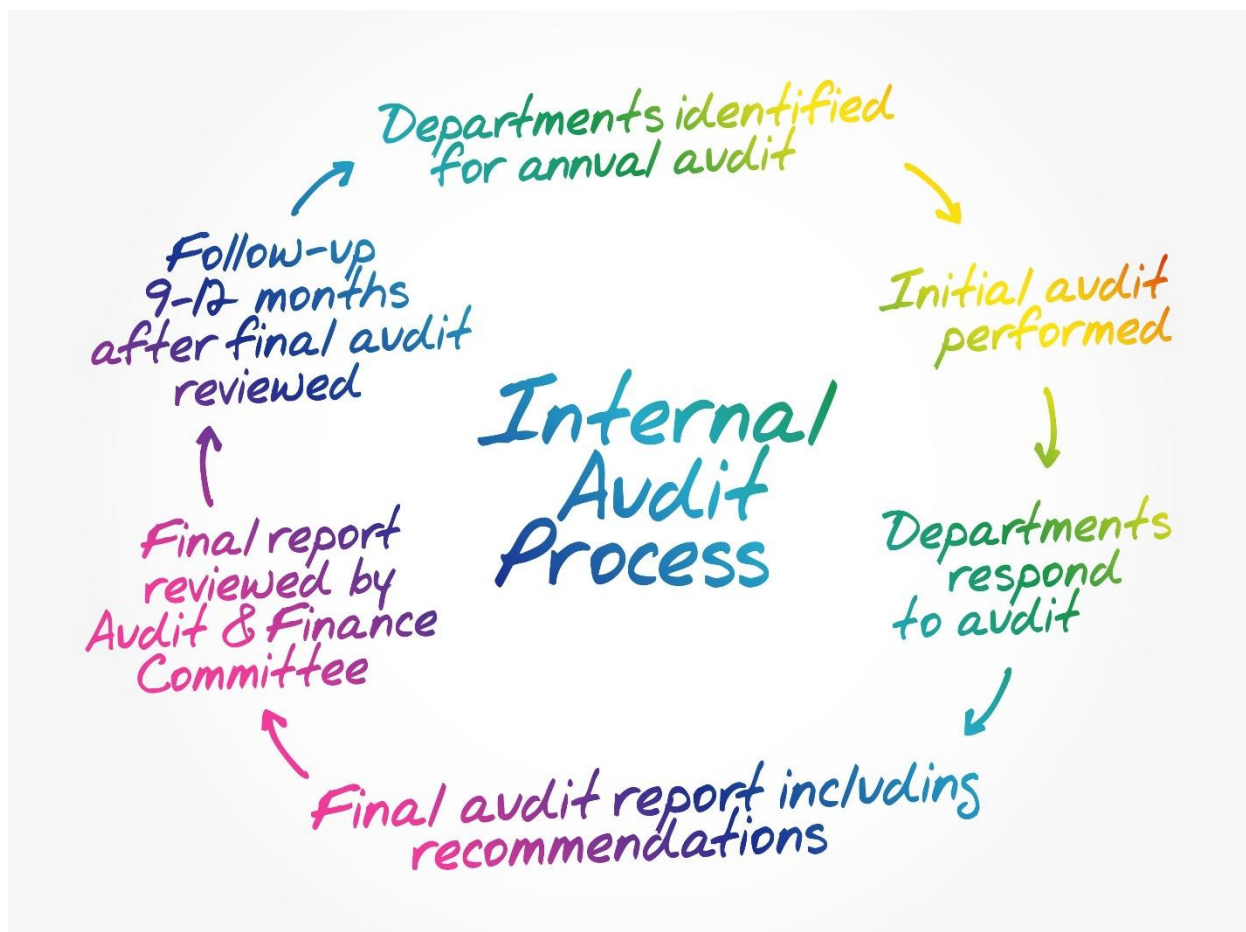 Departments identified
for annual audit
Initial audit
performed
Departments
respond
to audit
Final audit report including
recommendations
Final report
reviewed by
Audit & Finance
Committee
Follow-up
9-12 months
after final audit
reviewed
Internal
Audit
Process